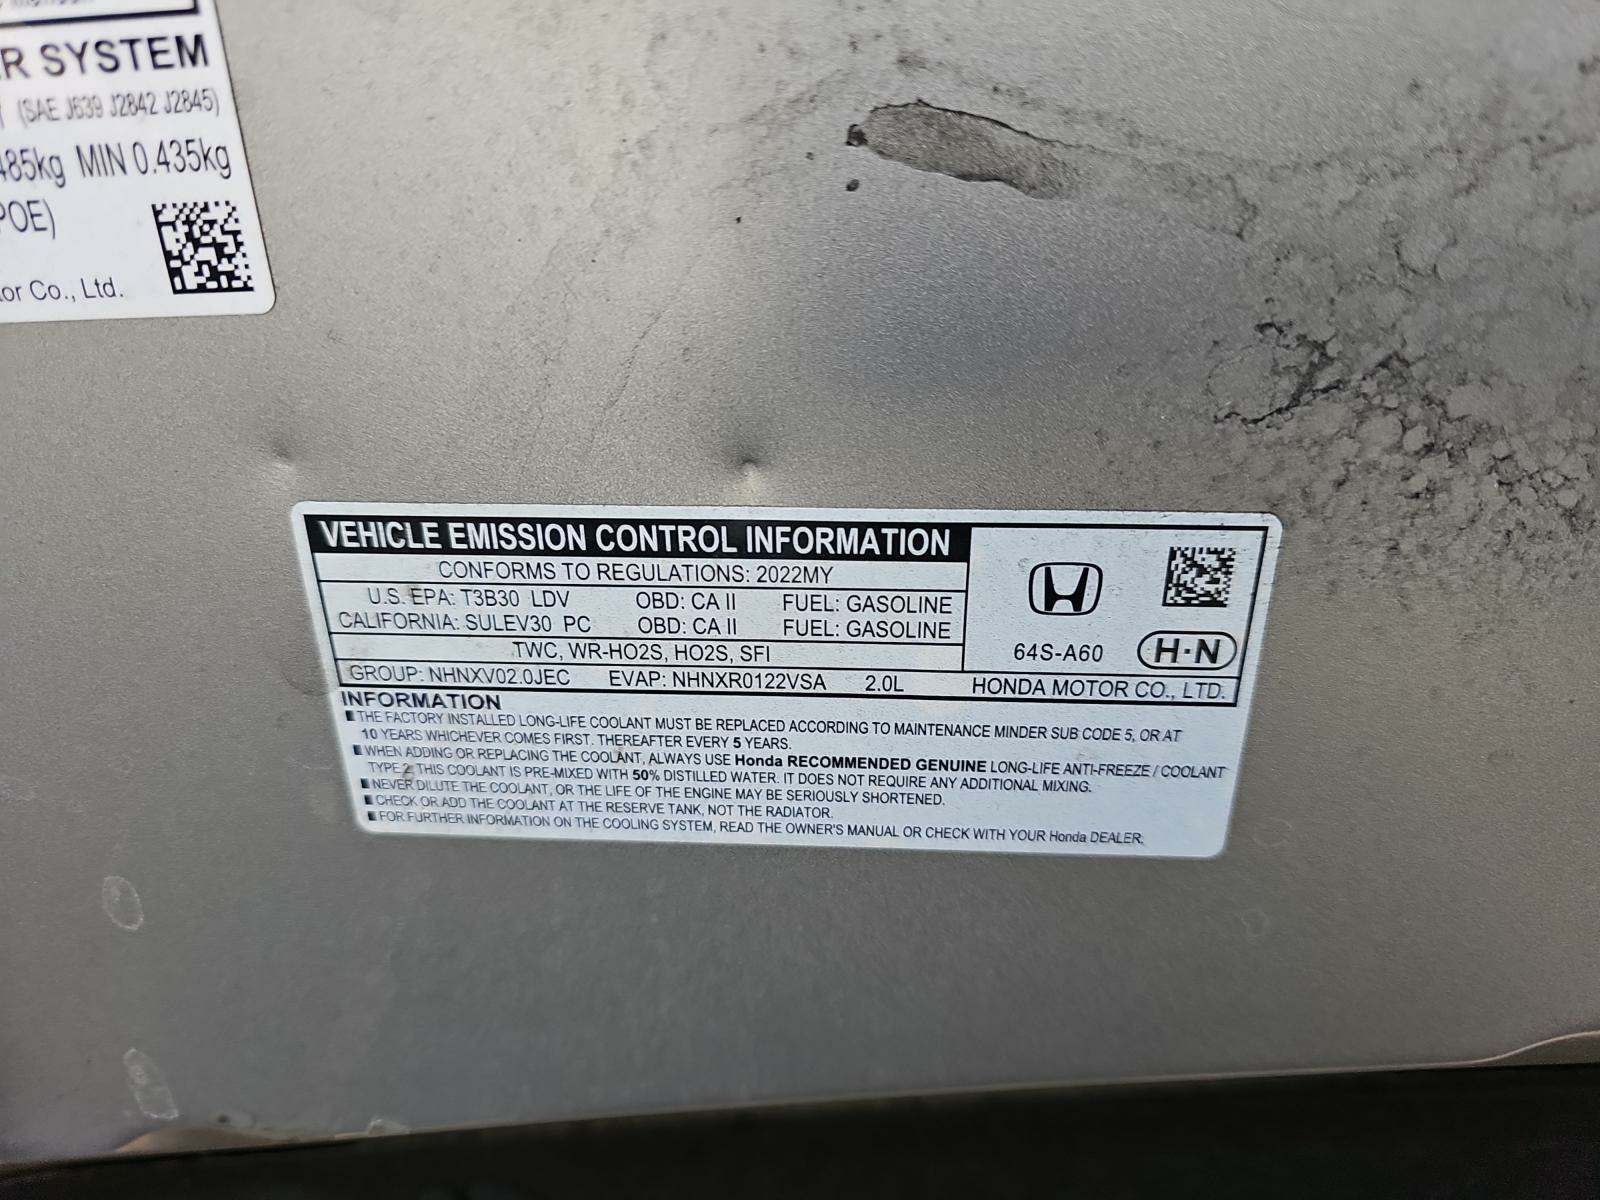 R SYSTEM
(SAE J639 J2842 J2845)
485kg MIN 0.435kg
POE)
or Co., Ltd.
VEHICLE EMISSION CONTROL INFORMATION
CONFORMS TO REGULATIONS: 2022MY
U.S. EPA: T3B30 LDV OBD: CA II FUEL: GASOLINE
CALIFORNIA: SULEV30 PC OBD: CA II FUEL: GASOLINE
TWC, WR-HO2S, HO2S, SFI
64S-A60 H·N
GROUP: NHNXV02.0JEC EVAP: NHNXR0122VSA 2.0L HONDA MOTOR CO., LTD.
INFORMATION
■ THE FACTORY INSTALLED LONG-LIFE COOLANT MUST BE REPLACED ACCORDING TO MAINTENANCE MINDER SUB CODE 5, OR AT
10 YEARS WHICHEVER COMES FIRST. THEREAFTER EVERY 5 YEARS.
■ WHEN ADDING OR REPLACING THE COOLANT, ALWAYS USE Honda RECOMMENDED GENUINE LONG-LIFE ANTI-FREEZE / COOLANT
TYPE 2. THIS COOLANT IS PRE-MIXED WITH 50% DISTILLED WATER. IT DOES NOT REQUIRE ANY ADDITIONAL MIXING.
■ NEVER DILUTE THE COOLANT, OR THE LIFE OF THE ENGINE MAY BE SERIOUSLY SHORTENED.
■ CHECK OR ADD THE COOLANT AT THE RESERVE TANK, NOT THE RADIATOR.
■ FOR FURTHER INFORMATION ON THE COOLING SYSTEM, READ THE OWNER'S MANUAL OR CHECK WITH YOUR Honda DEALER.